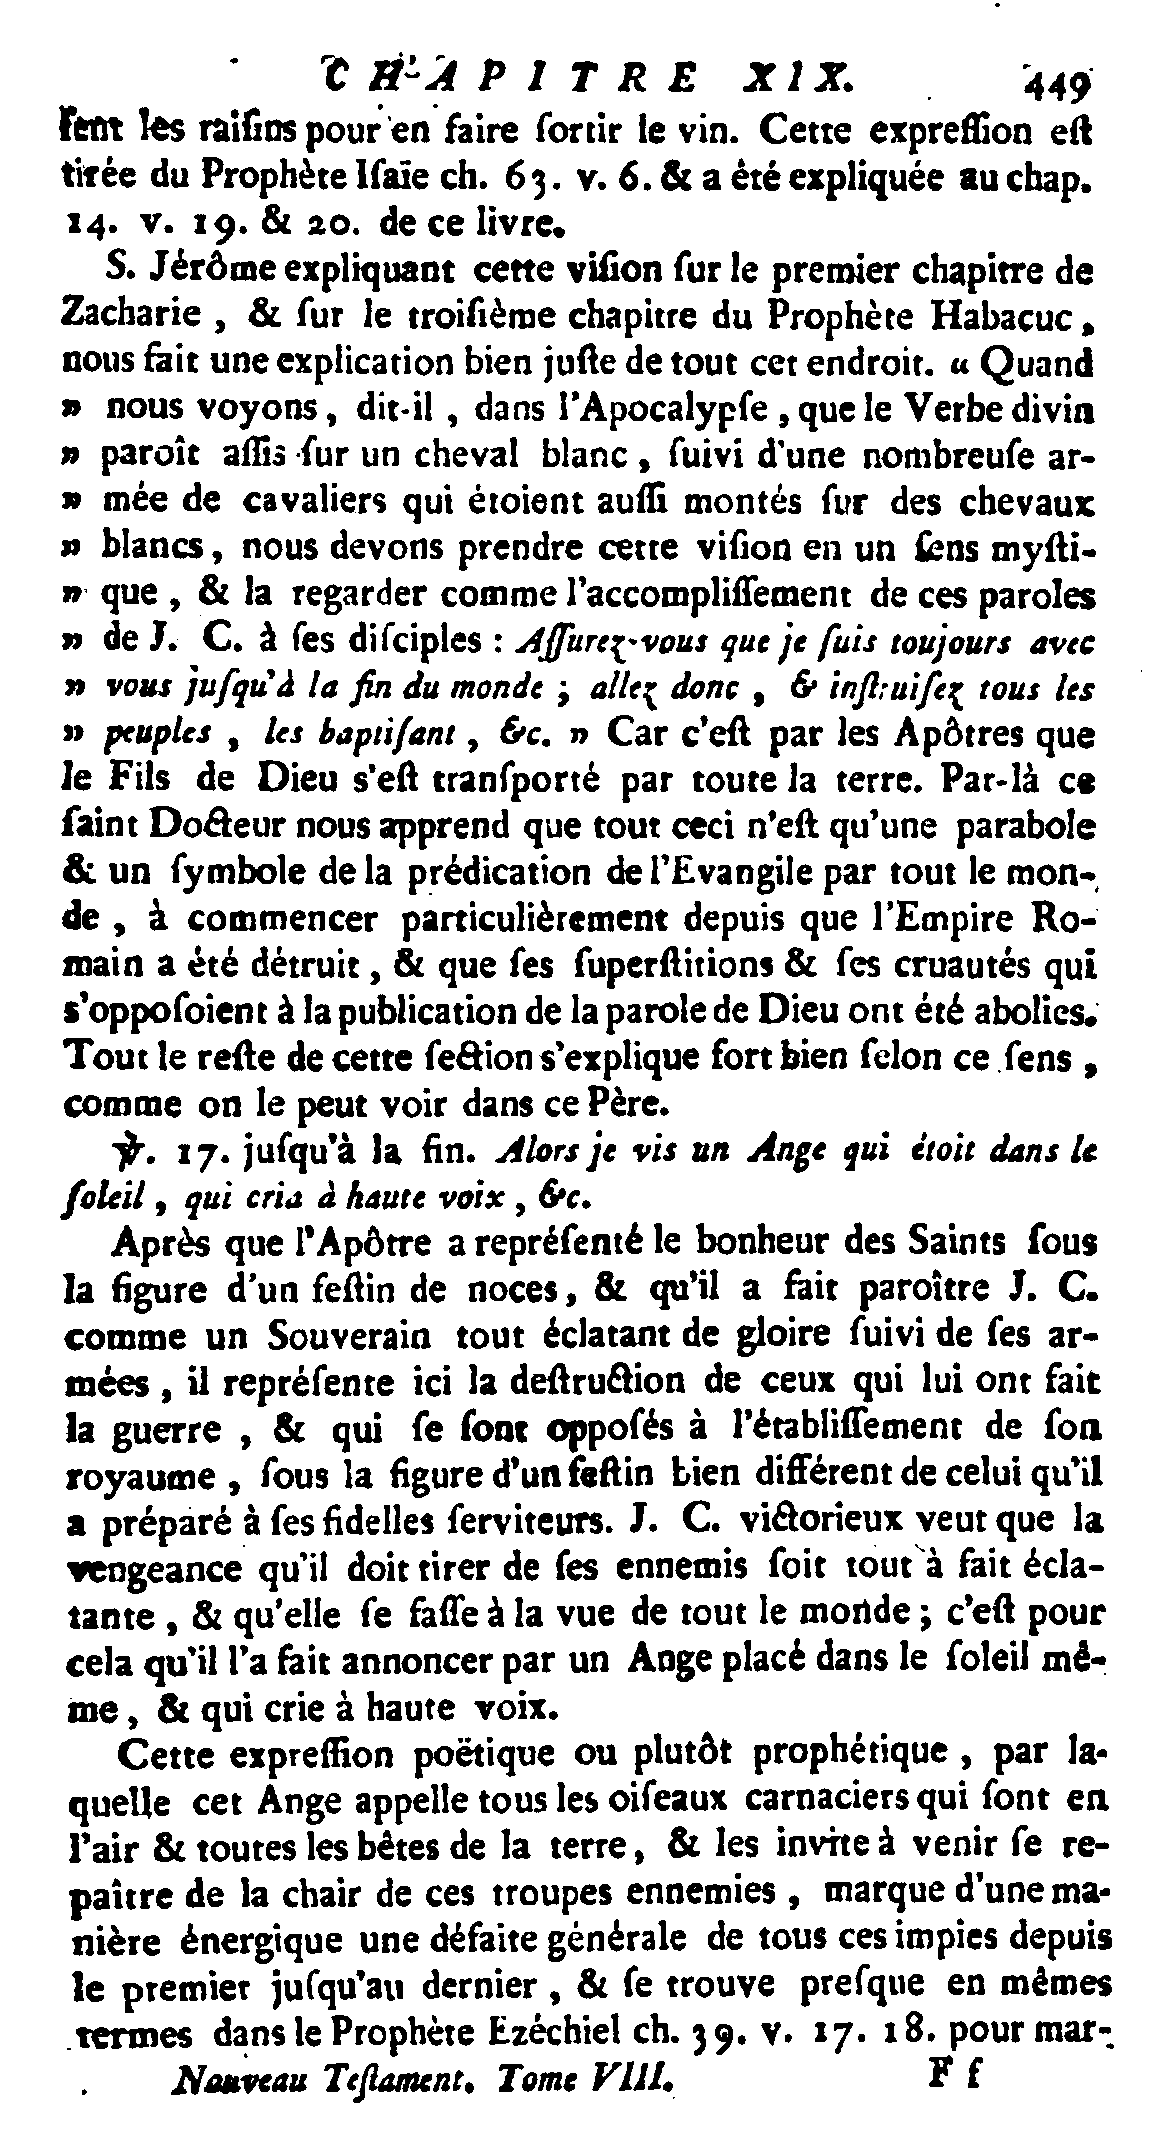 CHAPITRE XIX. 449
ſent les raiſins pour en faire ſortir le vin. Cette expreſſion eſt
tirée du Prophète Iſaïe ch. 63. v. 6. & a été expliquée au chap.
14. v. 19. & 20. de ce livre.
S. Jérôme expliquant cette viſion ſur le premier chapitre de
Zacharie, & ſur le troiſième chapitre du Prophète Habacuc,
nous fait une explication bien juſte de tout cet endroit. « Quand
» nous voyons, dit-il, dans l'Apocalypſe, que le Verbe divin
» paroît aſſis ſur un cheval blanc, ſuivi d'une nombreuſe ar-
» mée de cavaliers qui étoient auſſi montés ſur des chevaux
» blancs, nous devons prendre cette viſion en un ſens myſti-
» que, & la regarder comme l'accompliſſement de ces paroles
» de J. C. à ſes diſciples : Aſſurez-vous que je ſuis toujours avec
» vous juſqu'à la fin du monde ; allez donc, & inſtruiſez tous les
» peuples, les baptiſant, &c. » Car c'eſt par les Apôtres que
le Fils de Dieu s'eſt tranſporté par toute la terre. Par-là ce
ſaint Docteur nous apprend que tout ceci n'eſt qu'une parabole
& un ſymbole de la prédication de l'Evangile par tout le mon-
de, à commencer particulièrement depuis que l'Empire Ro-
main a été détruit, & que ſes ſuperſtitions & ſes cruautés qui
s'oppoſoient à la publication de la parole de Dieu ont été abolies.
Tout le reſte de cette ſection s'explique fort bien ſelon ce ſens,
comme on le peut voir dans ce Père.
℣. 17. juſqu'à la fin. Alors je vis un Ange qui étoit dans le
ſoleil, qui cria à haute voix, &c.
Après que l'Apôtre a repréſenté le bonheur des Saints ſous
la figure d'un feſtin de noces, & qu'il a fait paroître J. C.
comme un Souverain tout éclatant de gloire ſuivi de ſes ar-
mées, il repréſente ici la deſtruction de ceux qui lui ont fait
la guerre, & qui ſe ſont oppoſés à l'établiſſement de ſon
royaume, ſous la figure d'un feſtin bien différent de celui qu'il
a préparé à ſes fidelles ſerviteurs. J. C. victorieux veut que la
vengeance qu'il doit tirer de ſes ennemis ſoit tout à fait écla-
tante, & qu'elle ſe faſſe à la vue de tout le monde ; c'eſt pour
cela qu'il l'a fait annoncer par un Ange placé dans le ſoleil mê-
me, & qui crie à haute voix.
Cette expreſſion poëtique ou plutôt prophétique, par la-
quelle cet Ange appelle tous les oiſeaux carnaciers qui ſont en
l'air & toutes les bêtes de la terre, & les invite à venir ſe re-
paître de la chair de ces troupes ennemies, marque d'une ma-
nière énergique une défaite générale de tous ces impies depuis
le premier juſqu'au dernier, & ſe trouve preſque en mêmes
termes dans le Prophète Ezéchiel ch. 39. v. 17. 18. pour mar-
Nouveau Teſtament. Tome VIII. F f